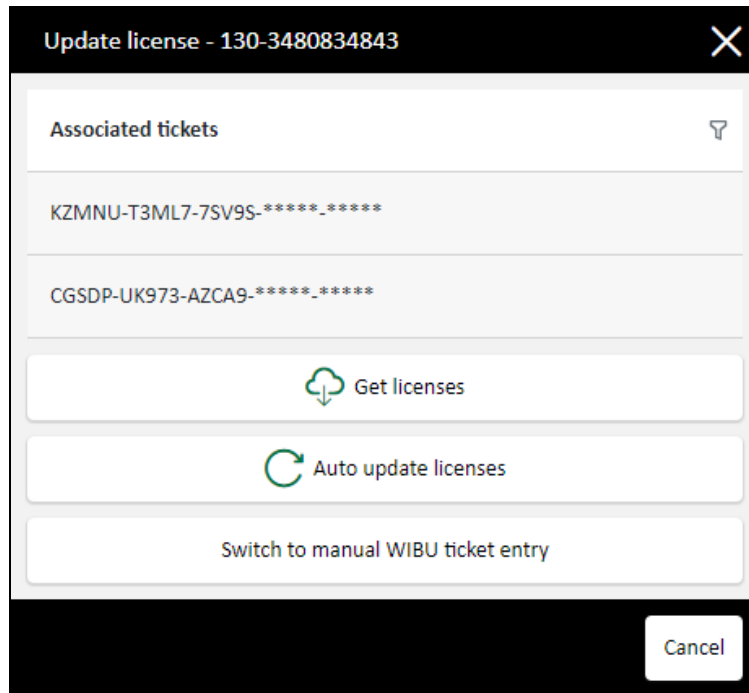 Update license - 130-3480834843
Associated tickets
KZMNU-T3ML7-7SV9S-*****-*****
CGSDP-UK973-AZCA9-*****-*****
Get licenses
Auto update licenses
Switch to manual WIBU ticket entry
Cancel